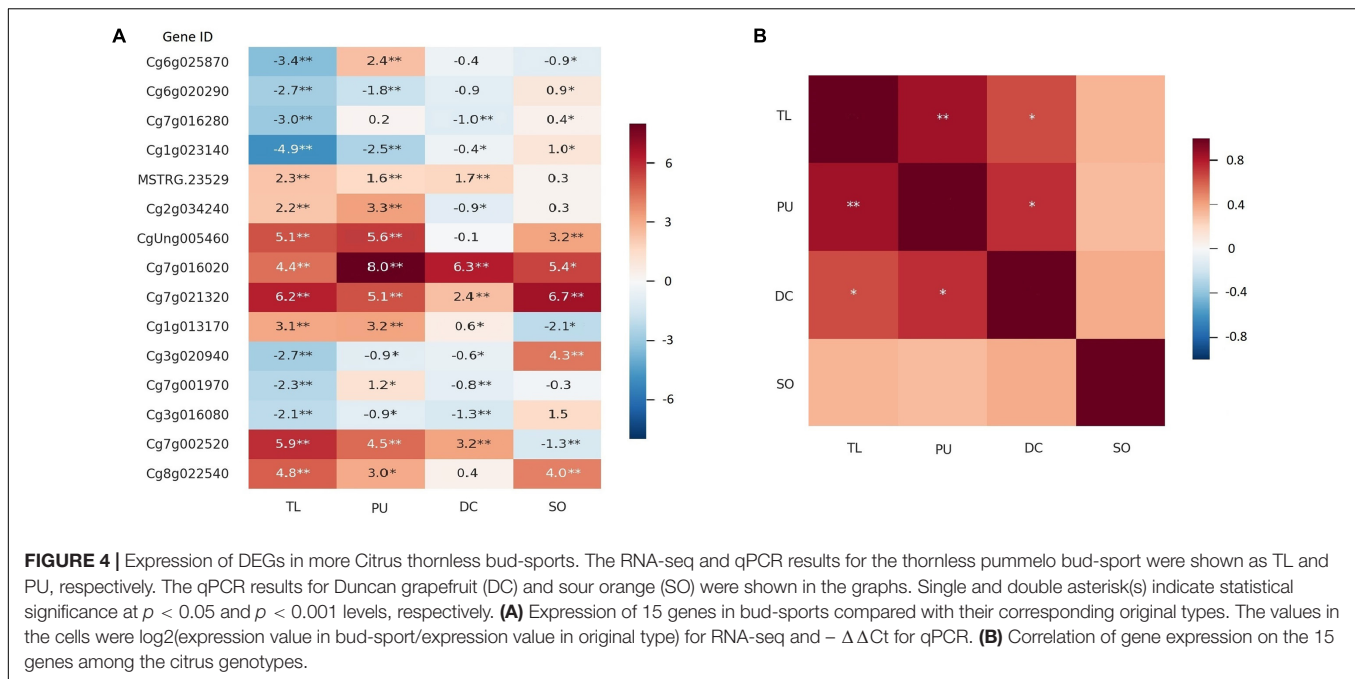 A Gene ID
Cg6g025870 -3.4** 2.4** -0.4 -0.9*
Cg6g020290 -2.7** -1.8** -0.9 0.9*
Cg7g016280 -3.0** 0.2 -1.0** 0.4*
Cg1g023140 -4.9** -2.5** -0.4* 1.0*
MSTRG.23529 2.3** 1.6** 1.7** 0.3
Cg2g034240 2.2** 3.3** -0.9* 0.3
CgUng005460 5.1** 5.6** -0.1 3.2**
Cg7g016020 4.4** 8.0** 6.3** 5.4*
Cg7g021320 6.2** 5.1** 2.4** 6.7**
Cg1g013170 3.1** 3.2** 0.6* -2.1*
Cg3g020940 -2.7** -0.9* -0.6* 4.3**
Cg7g001970 -2.3** 1.2* -0.8** -0.3
Cg3g016080 -2.1** -0.9* -1.3** 1.5
Cg7g002520 5.9** 4.5** 3.2** -1.3**
Cg8g022540 4.8** 3.0* 0.4 4.0**
TL PU DC SO
6
3
0
-3
-6
B
TL ** *
PU ** *
DC * *
SO
TL PU DC SO
0.8
0.4
0
-0.4
-0.8
FIGURE 4 | Expression of DEGs in more Citrus thornless bud-sports. The RNA-seq and qPCR results for the thornless pummelo bud-sport were shown as TL and
PU, respectively. The qPCR results for Duncan grapefruit (DC) and sour orange (SO) were shown in the graphs. Single and double asterisk(s) indicate statistical
significance at p < 0.05 and p < 0.001 levels, respectively. (A) Expression of 15 genes in bud-sports compared with their corresponding original types. The values in
the cells were log2(expression value in bud-sport/expression value in original type) for RNA-seq and – ΔΔCt for qPCR. (B) Correlation of gene expression on the 15
genes among the citrus genotypes.